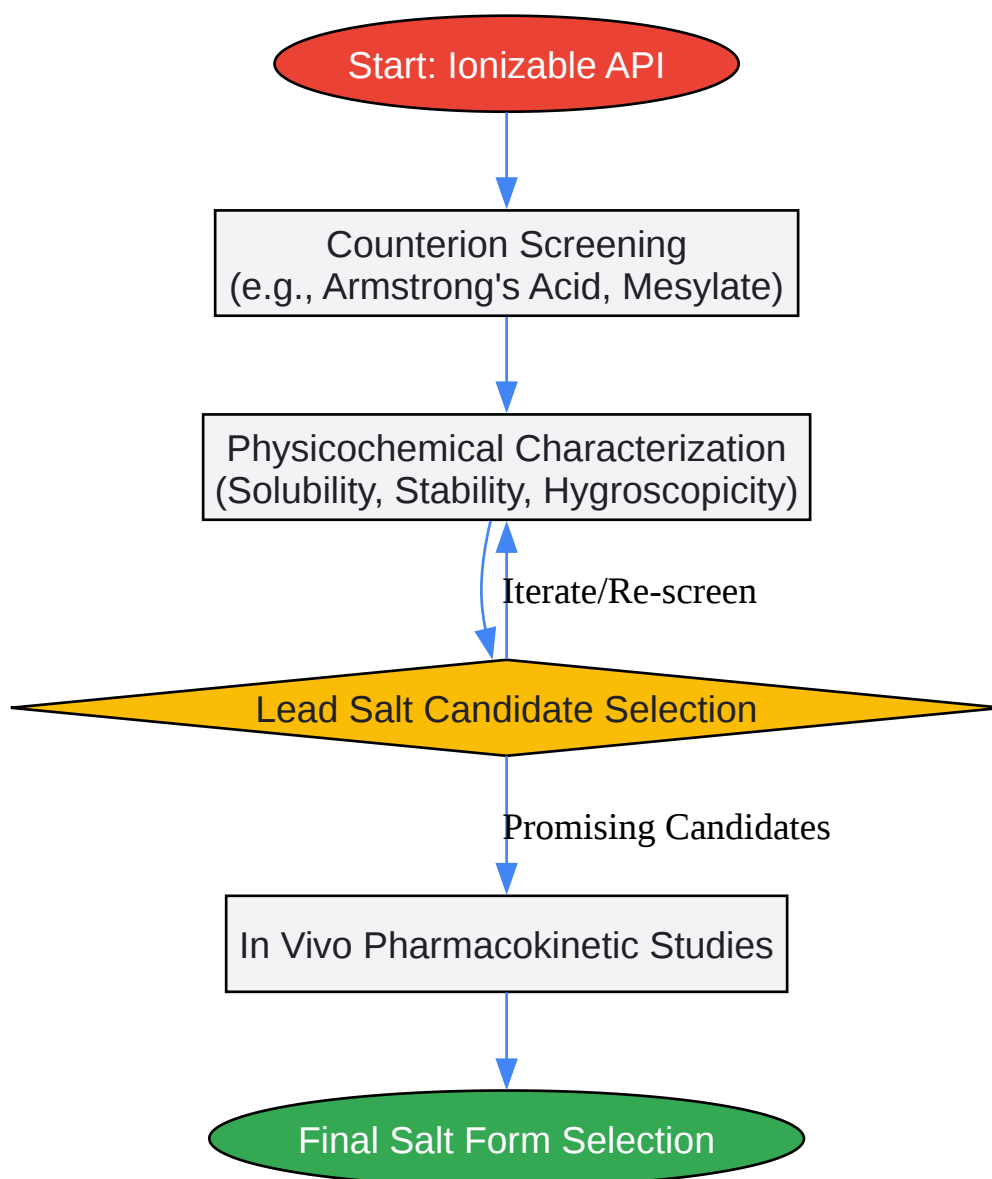 Start: Ionizable API
Counterion Screening
(e.g., Armstrong's Acid, Mesylate)
Physicochemical Characterization
(Solubility, Stability, Hygroscopicity)
Iterate/Re-screen
Lead Salt Candidate Selection
Promising Candidates
In Vivo Pharmacokinetic Studies
Final Salt Form Selection